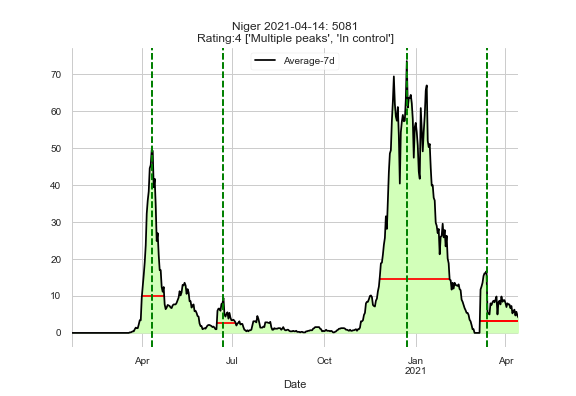 Niger 2021-04-14: 5081
Rating:4 ['Multiple peaks', 'In control']
Average-7d
70
60
50
40
30
20
10
0
Apr
Jul
Oct
Jan
2021
Apr
Date